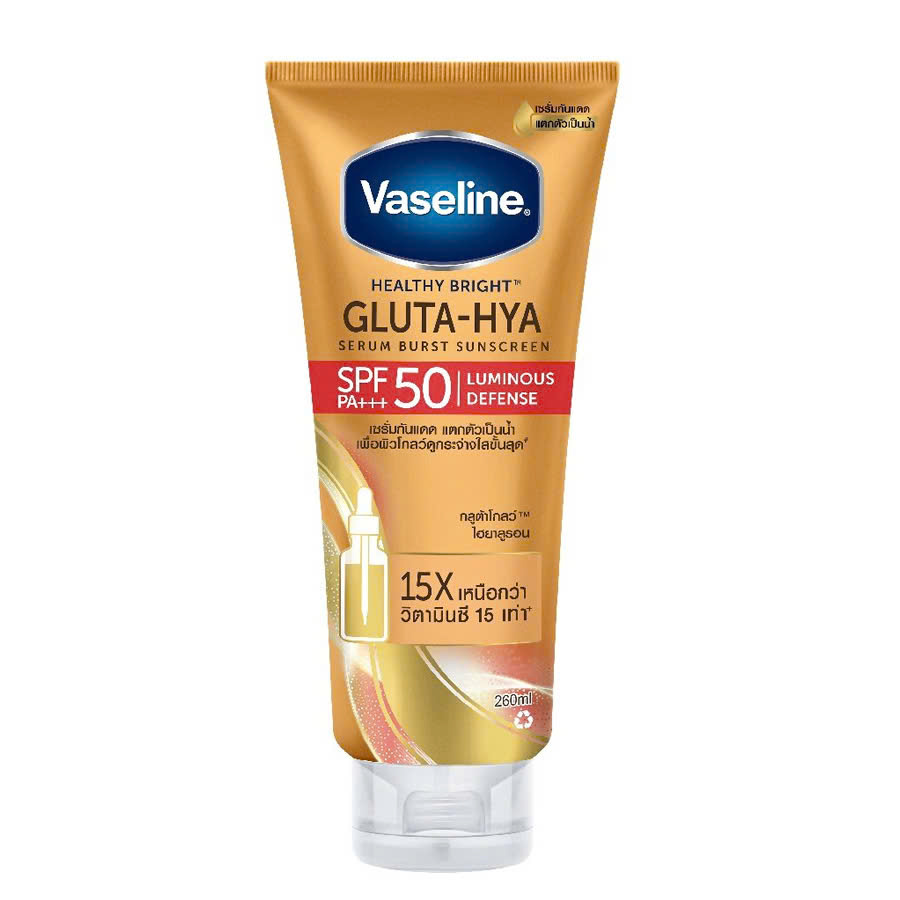 เซรั่มกันแดด
แตกตัวเป็นน้ำ
Vaseline®
HEALTHY BRIGHT™
GLUTA-HYA
SERUM BURST SUNSCREEN
SPF 50
PA+++
LUMINOUS
DEFENSE
เซรั่มกันแดด แตกตัวเป็นน้ำ
เพื่อผิวโกลว์ดูกระจ่างใสขั้นสุด*
กลูต้าโกลว์™
ไฮยาลูรอน
15X เหนือกว่า
วิตามินซี 15 เท่า⁺
260ml